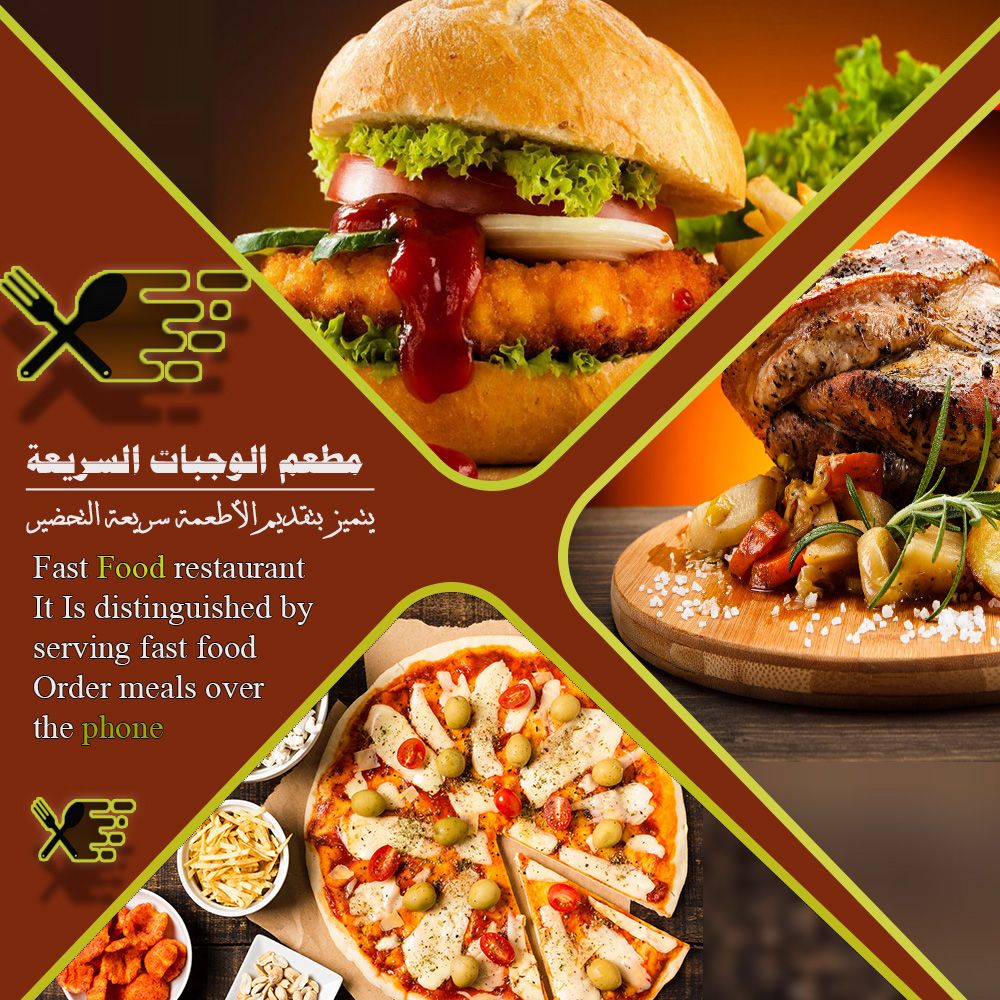 مطعم الوجبات السريعة
يتميز بتقديم الأطعمة سريعة التحضير
Fast Food restaurant
It Is distinguished by
serving fast food
Order meals over
the phone